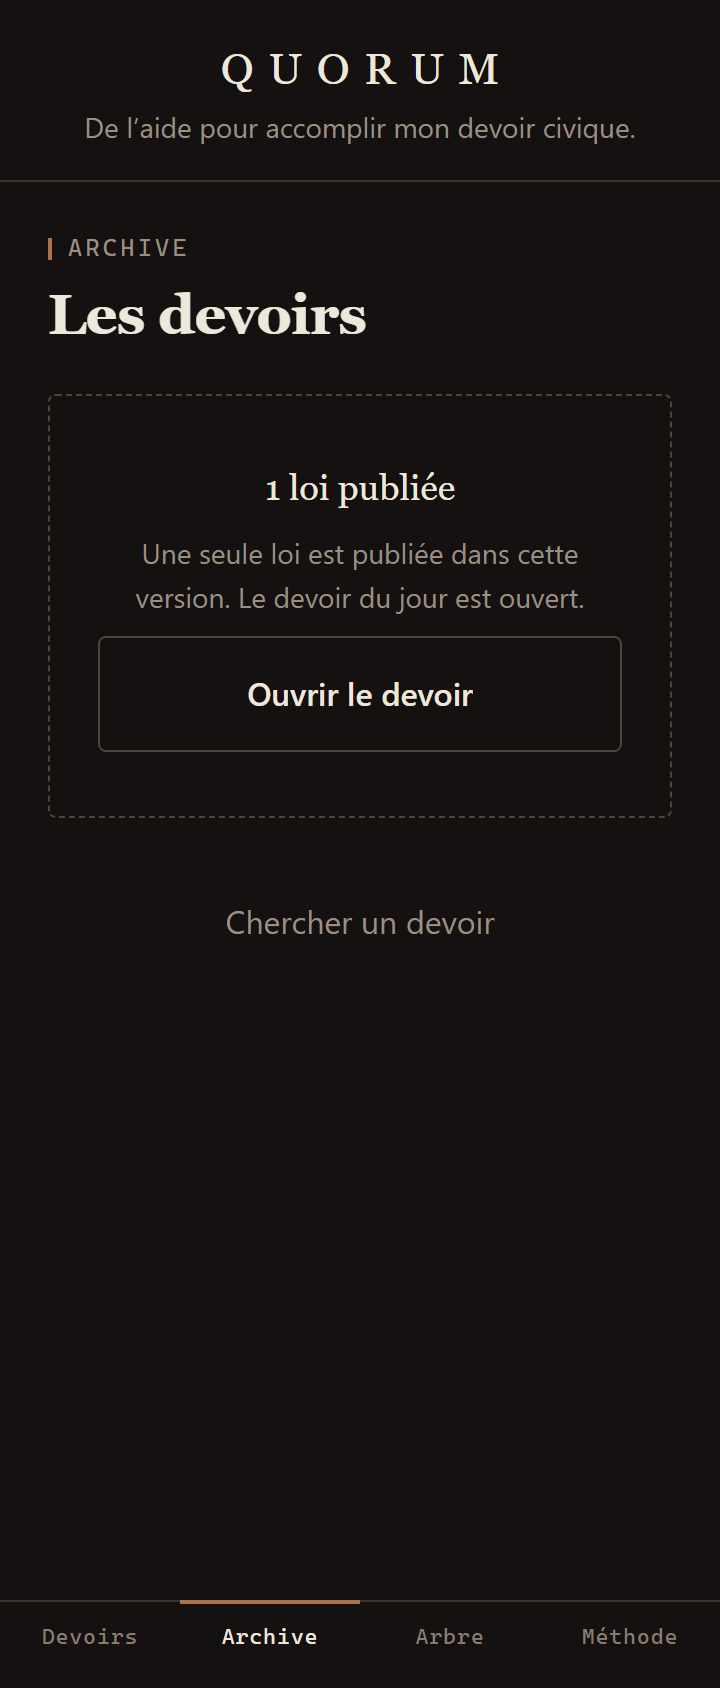 QUORUM
De l’aide pour accomplir mon devoir civique.
ARCHIVE
Les devoirs
1 loi publiée
Une seule loi est publiée dans cette
version. Le devoir du jour est ouvert.
Ouvrir le devoir
Chercher un devoir
Devoirs Archive Arbre Méthode